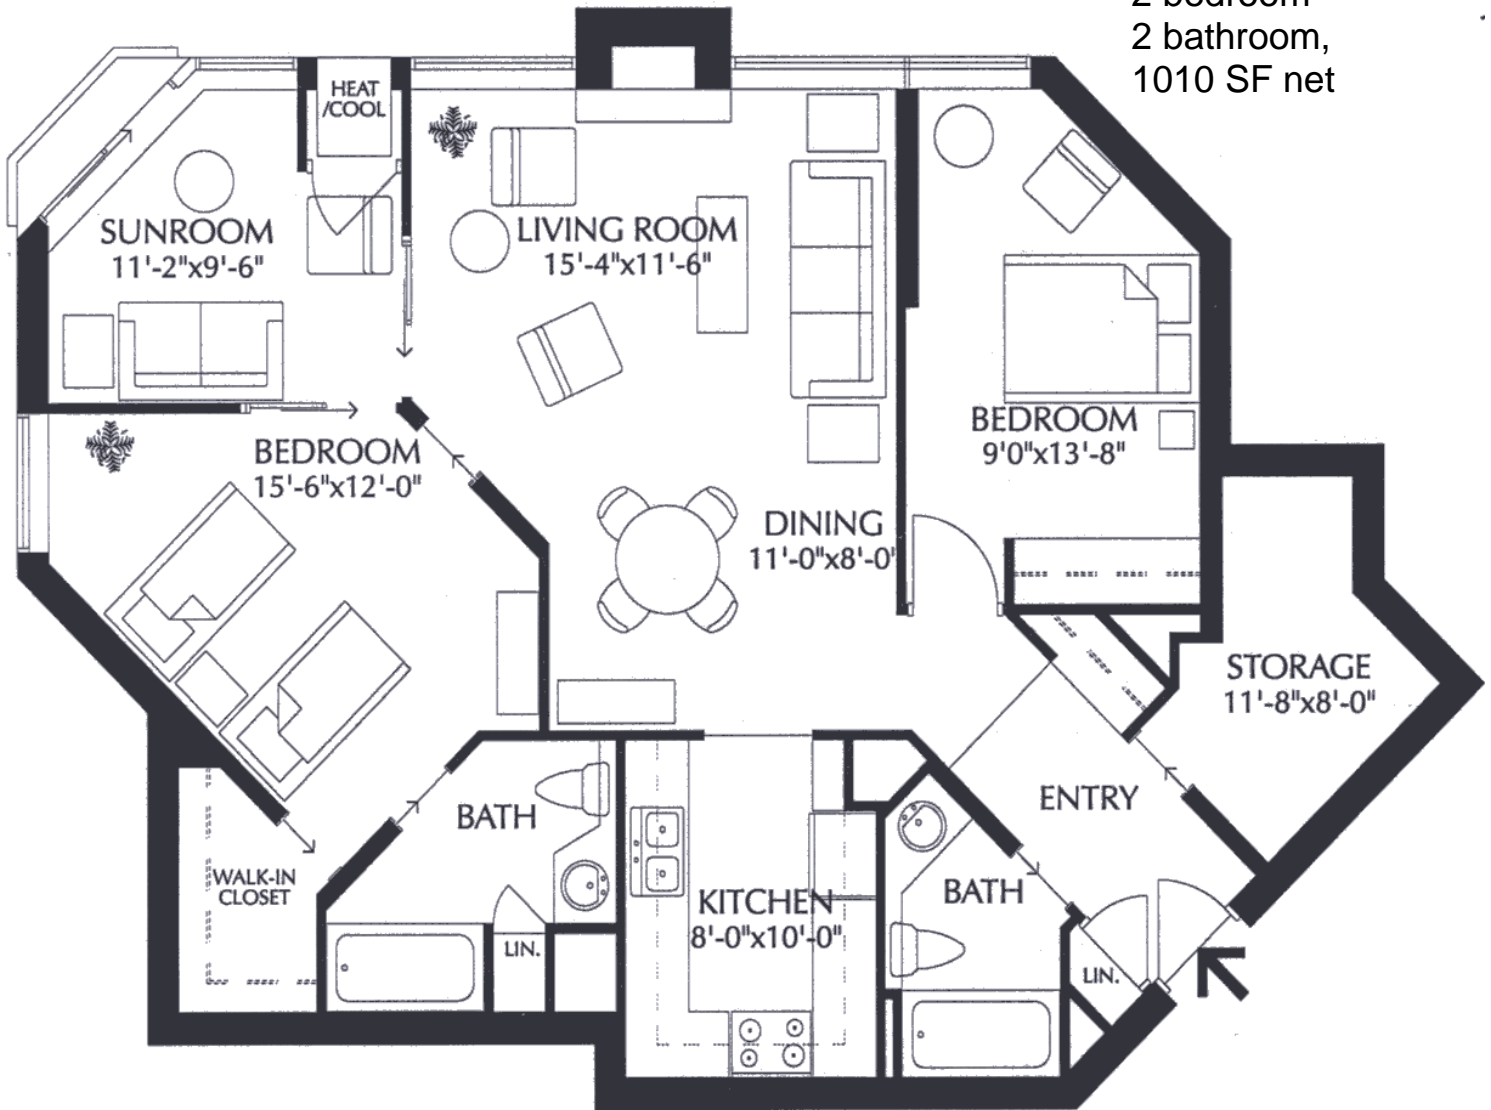 2 bedroom
2 bathroom,
1010 SF net
HEAT
/COOL
SUNROOM
11'-2"x9'-6"
LIVING ROOM
15'-4"x11'-6"
BEDROOM
15'-6"x12'-0"
BEDROOM
9'0"x13'-8"
DINING
11'-0"x8'-0'
STORAGE
11'-8"x8'-0"
ENTRY
BATH
WALK-IN
CLOSET
KITCHEN
8'-0"x10'-0"
BATH
LIN.
LIN.